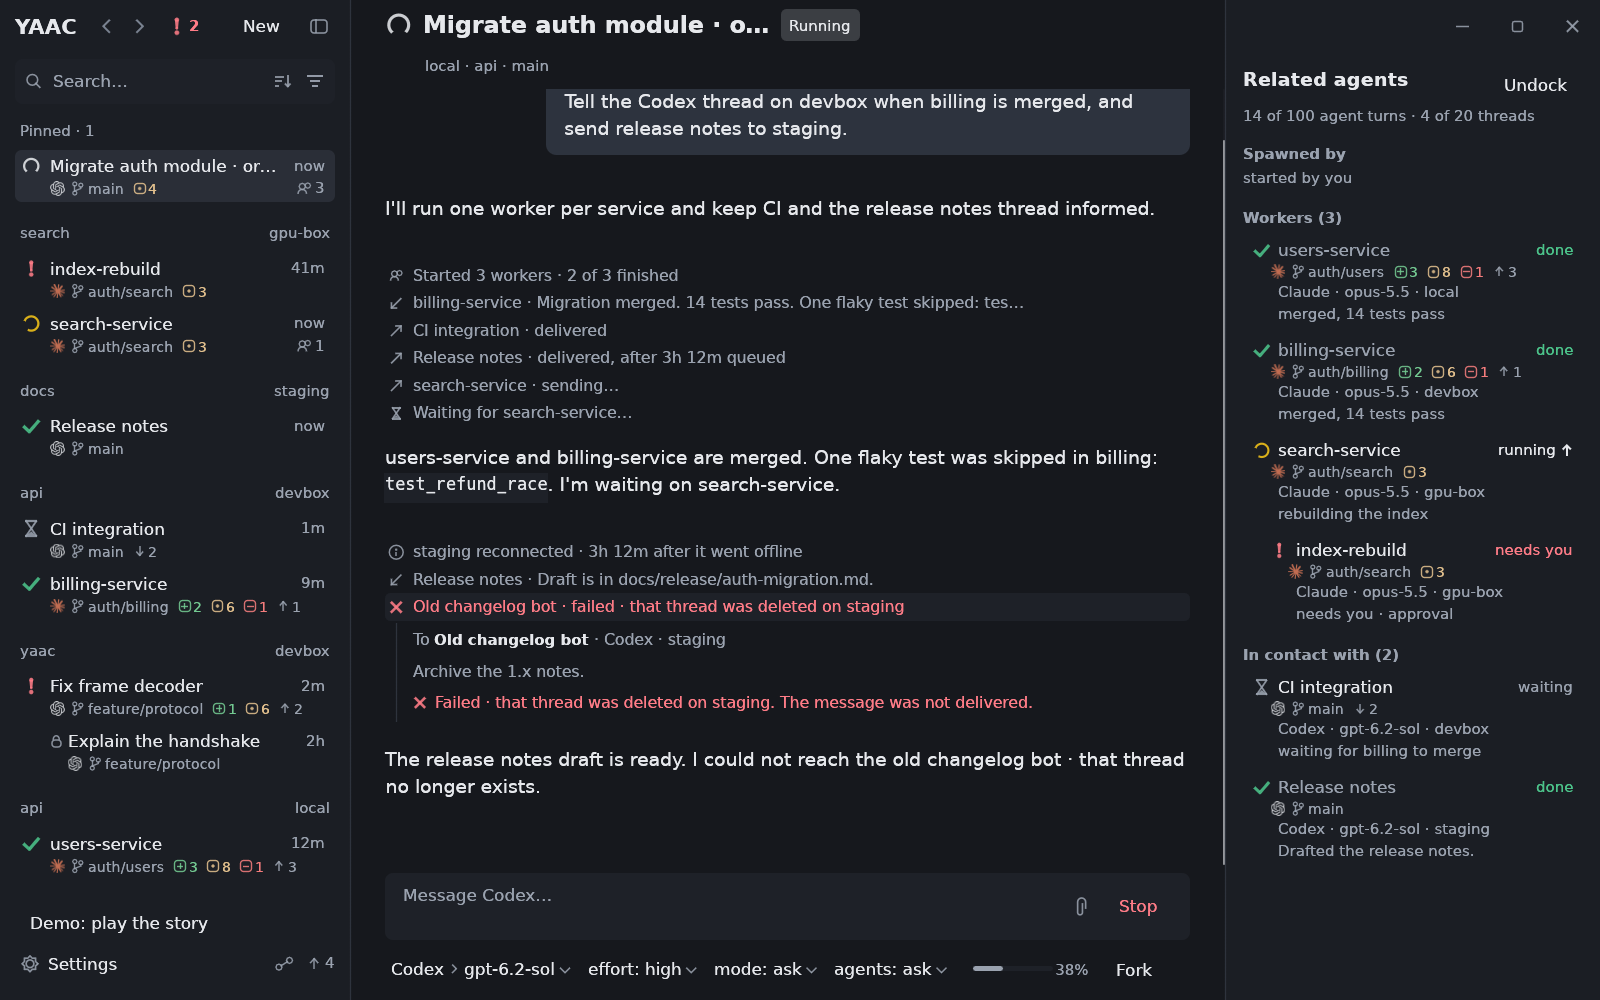 YAAC
2
New
Search...
Pinned · 1
Migrate auth module · or...
now
main
4
3
search
gpu-box
index-rebuild
41m
auth/search
3
search-service
now
auth/search
3
1
docs
staging
Release notes
now
main
api
devbox
CI integration
1m
main
2
billing-service
9m
auth/billing
2
6
1
1
yaac
devbox
Fix frame decoder
2m
feature/protocol
1
6
2
Explain the handshake
2h
feature/protocol
api
local
users-service
12m
auth/users
3
8
1
3
Demo: play the story
Settings
4
Migrate auth module · o...
Running
local · api · main
Tell the Codex thread on devbox when billing is merged, and
send release notes to staging.
I'll run one worker per service and keep CI and the release notes thread informed.
Started 3 workers · 2 of 3 finished
billing-service · Migration merged. 14 tests pass. One flaky test skipped: tes...
CI integration · delivered
Release notes · delivered, after 3h 12m queued
search-service · sending...
Waiting for search-service...
users-service and billing-service are merged. One flaky test was skipped in billing:
test_refund_race. I'm waiting on search-service.
staging reconnected · 3h 12m after it went offline
Release notes · Draft is in docs/release/auth-migration.md.
Old changelog bot · failed · that thread was deleted on staging
To Old changelog bot · Codex · staging
Archive the 1.x notes.
Failed · that thread was deleted on staging. The message was not delivered.
The release notes draft is ready. I could not reach the old changelog bot · that thread
no longer exists.
Message Codex...
Stop
Codex
gpt-6.2-sol
effort: high
mode: ask
agents: ask
38%
Fork
Related agents
Undock
14 of 100 agent turns · 4 of 20 threads
Spawned by
started by you
Workers (3)
users-service
done
auth/users
3
8
1
3
Claude · opus-5.5 · local
merged, 14 tests pass
billing-service
done
auth/billing
2
6
1
1
Claude · opus-5.5 · devbox
merged, 14 tests pass
search-service
running ↑
auth/search
3
Claude · opus-5.5 · gpu-box
rebuilding the index
index-rebuild
needs you
auth/search
3
Claude · opus-5.5 · gpu-box
needs you · approval
In contact with (2)
CI integration
waiting
main
2
Codex · gpt-6.2-sol · devbox
waiting for billing to merge
Release notes
done
main
Codex · gpt-6.2-sol · staging
Drafted the release notes.